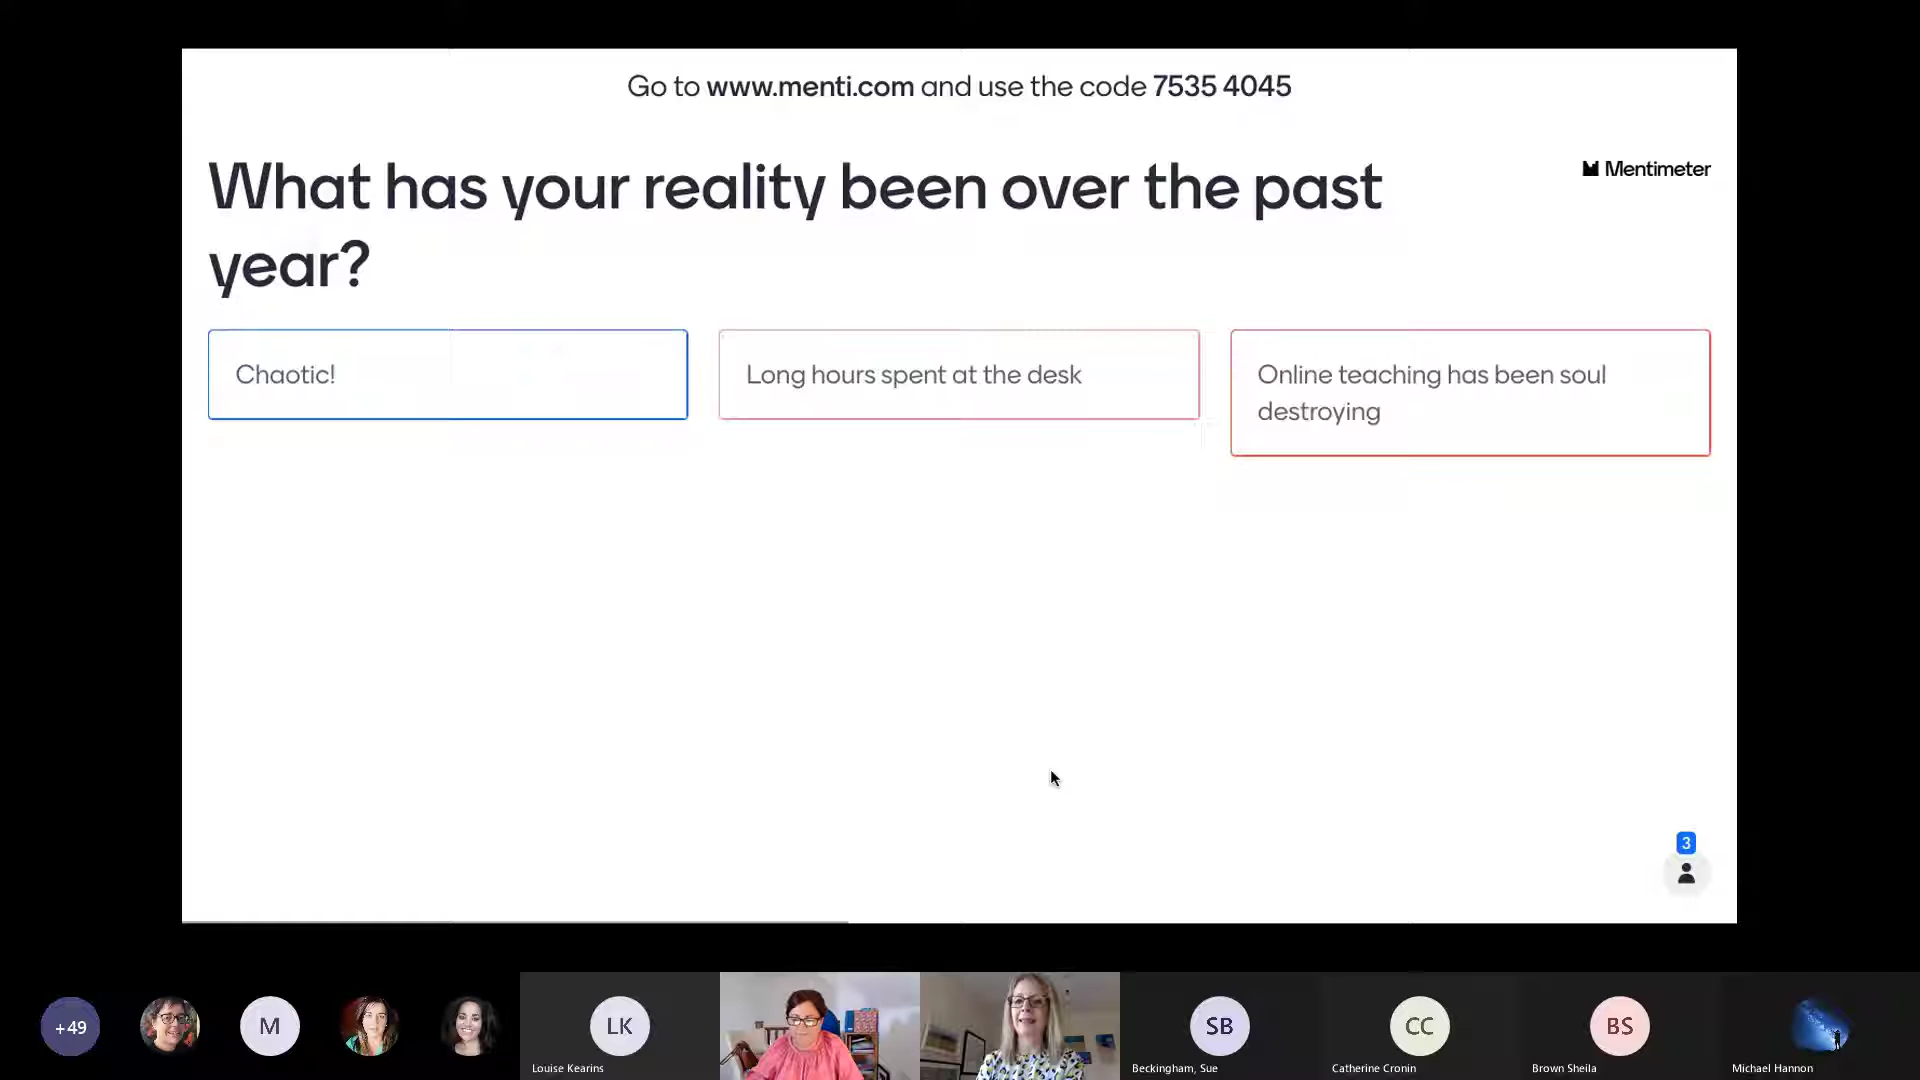 Go to www.menti.com and use the code 7535 4045
What has your reality been over the past
year?
Mentimeter
Chaotic!
Long hours spent at the desk
Online teaching has been soul
destroying
3
+49
M
LK
Louise Kearins
SB
Beckingham, Sue
CC
Catherine Cronin
BS
Brown Sheila
Michael Hannon